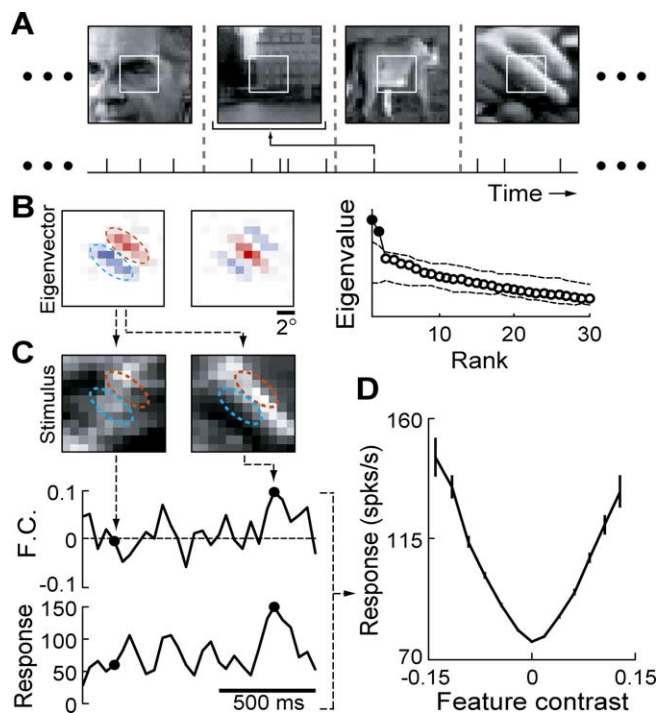 A
Time
B
Eigenvector
2°
Eigenvalue
10
20
30
Rank
C
Stimulus
D
0.1
0
-0.1
F.C.
150
100
50
0
Response
500 ms
160
115
70
Response (spks/s)
-0.15
0
0.15
Feature contrast